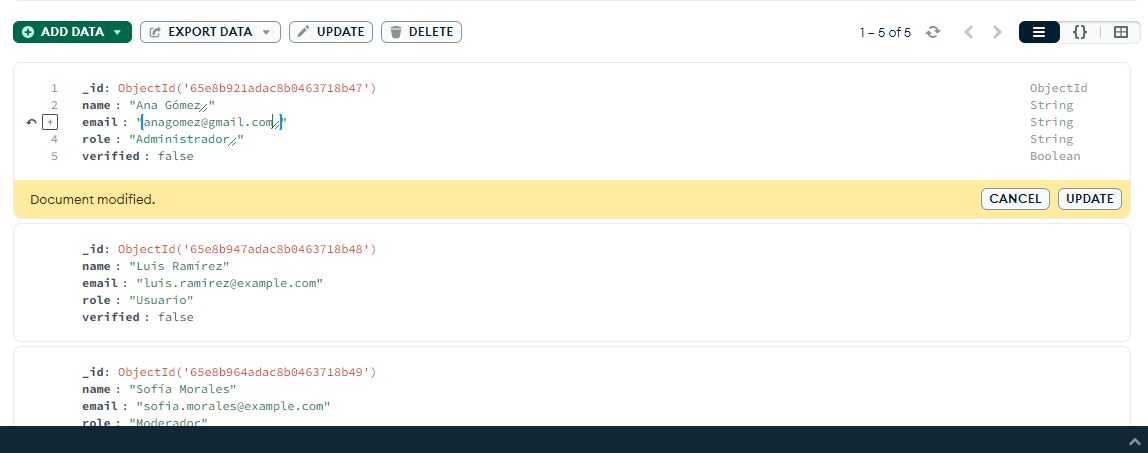 ADD DATA EXPORT DATA UPDATE DELETE 1 – 5 of 5 {}
1 _id: ObjectId('65e8b921adac8b0463718b47') ObjectId
2 name : "Ana Gómez" String
+ email : "anagomez@gmail.com" String
4 role : "Administrador" String
5 verified : false Boolean
Document modified. CANCEL UPDATE
_id: ObjectId('65e8b947adac8b0463718b48')
name : "Luis Ramírez"
email : "luis.ramirez@example.com"
role : "Usuario"
verified : false
_id: ObjectId('65e8b964adac8b0463718b49')
name : "Sofía Morales"
email : "sofia.morales@example.com"
role : "Moderador"